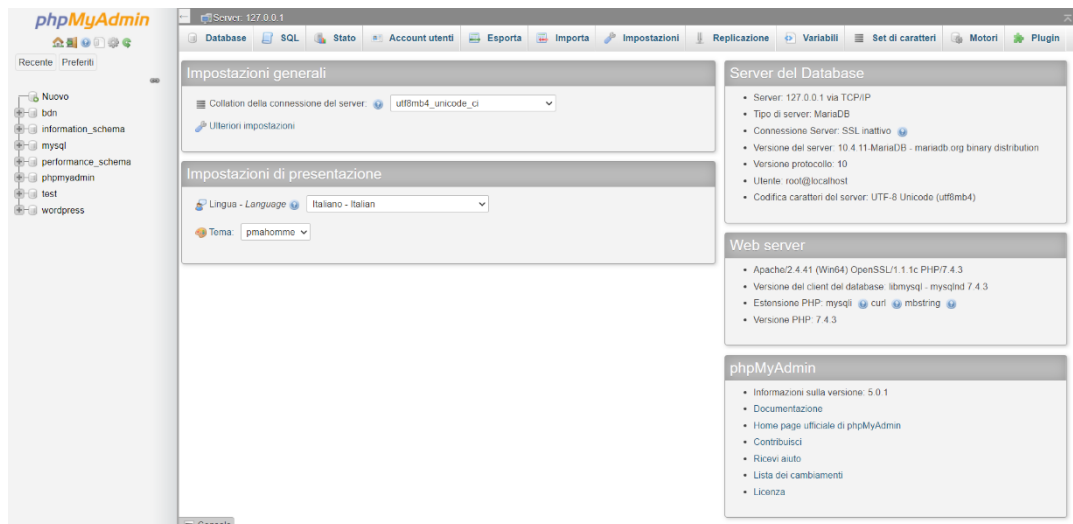 phpMyAdmin
Recente Preferiti
Nuovo
bdn
information_schema
mysql
performance_schema
phpmyadmin
test
wordpress
Server: 127.0.0.1
Database SQL Stato Account utenti Esporta Importa Impostazioni Replicazione Variabili Set di caratteri Motori Plugin
Impostazioni generali
Collation della connessione del server: utf8mb4_unicode_ci
Ulteriori impostazioni
Impostazioni di presentazione
Lingua - Language Italiano - Italian
Tema: pmahomme
Server del Database
• Server: 127.0.0.1 via TCP/IP
• Tipo di server: MariaDB
• Connessione Server: SSL inattivo
• Versione del server: 10.4.11-MariaDB - mariadb.org binary distribution
• Versione protocollo: 10
• Utente: root@localhost
• Codifica caratteri del server: UTF-8 Unicode (utf8mb4)
Web server
• Apache/2.4.41 (Win64) OpenSSL/1.1.1c PHP/7.4.3
• Versione del client del database: libmysql - mysqlnd 7.4.3
• Estensione PHP: mysqli curl mbstring
• Versione PHP: 7.4.3
phpMyAdmin
• Informazioni sulla versione: 5.0.1
• Documentazione
• Home page ufficiale di phpMyAdmin
• Contribuisci
• Ricevi aiuto
• Lista dei cambiamenti
• Licenza
Console